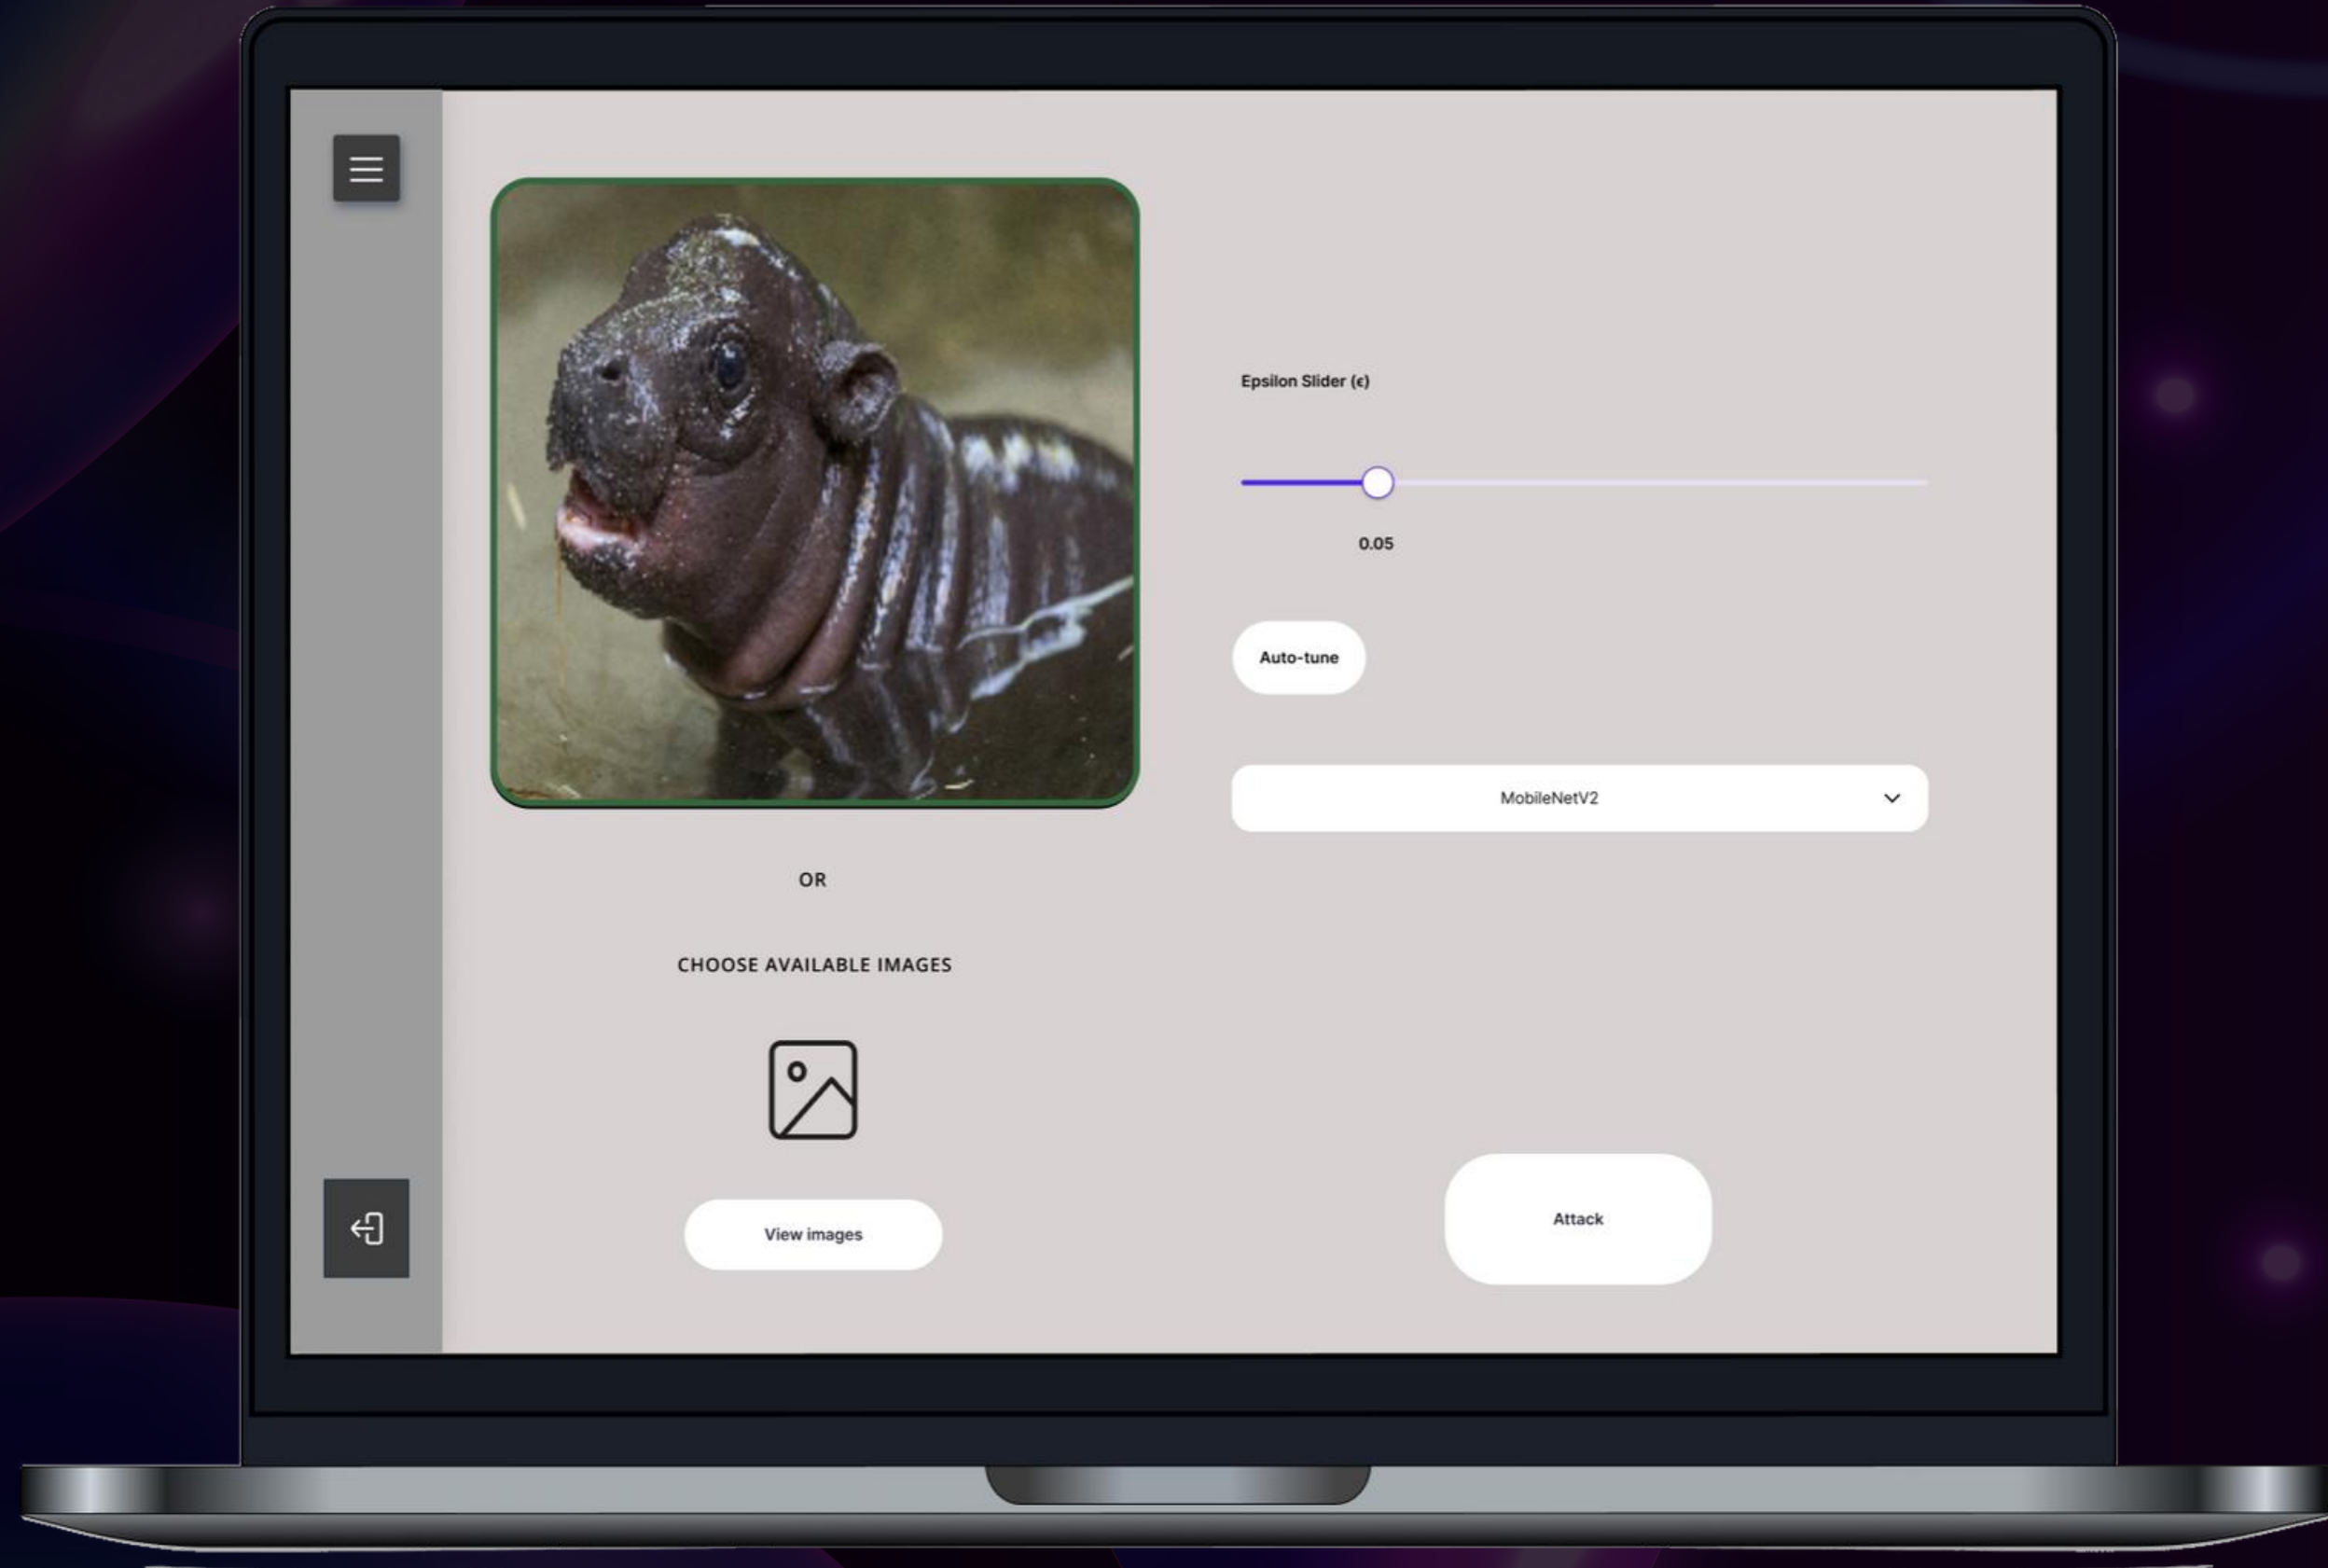 Epsilon Slider (ϵ)
0.05
Auto-tune
MobileNetV2
OR
CHOOSE AVAILABLE IMAGES
View images
Attack